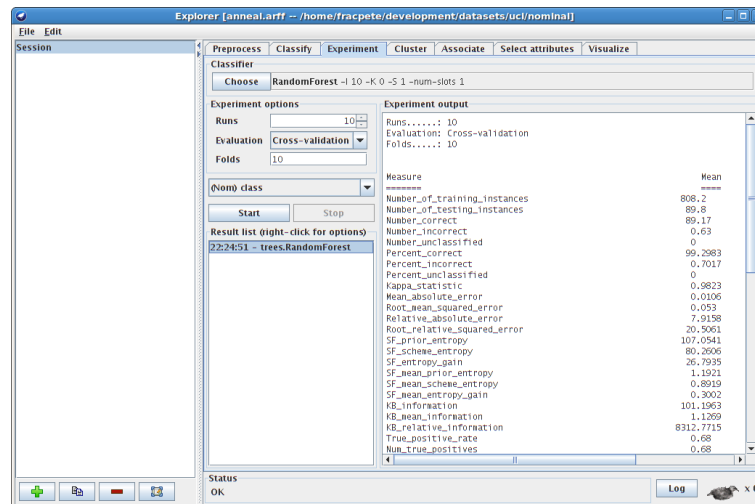 Explorer [anneal.arff -- /home/fracpete/development/datasets/uci/nominal]
File Edit
Session
Preprocess Classify Experiment Cluster Associate Select attributes Visualize
Classifier
Choose RandomForest -I 10 -K 0 -S 1 -num-slots 1
Experiment options
Runs 10
Evaluation Cross-validation
Folds 10
(Nom) class
Start Stop
Result list (right-click for options)
22:24:51 - trees.RandomForest
Experiment output
Runs......: 10
Evaluation: Cross-validation
Folds.....: 10
Measure Mean
======= ====
Number_of_training_instances 808.2
Number_of_testing_instances 89.8
Number_correct 89.17
Number_incorrect 0.63
Number_unclassified 0
Percent_correct 99.2983
Percent_incorrect 0.7017
Percent_unclassified 0
Kappa_statistic 0.9823
Mean_absolute_error 0.0106
Root_mean_squared_error 0.053
Relative_absolute_error 7.9158
Root_relative_squared_error 20.5061
SF_prior_entropy 107.0541
SF_scheme_entropy 80.2606
SF_entropy_gain 26.7935
SF_mean_prior_entropy 1.1921
SF_mean_scheme_entropy 0.8919
SF_mean_entropy_gain 0.3002
KB_information 101.1963
KB_mean_information 1.1269
KB_relative_information 8312.7715
True_positive_rate 0.68
Num_true_positives 0.68
Status
OK
Log